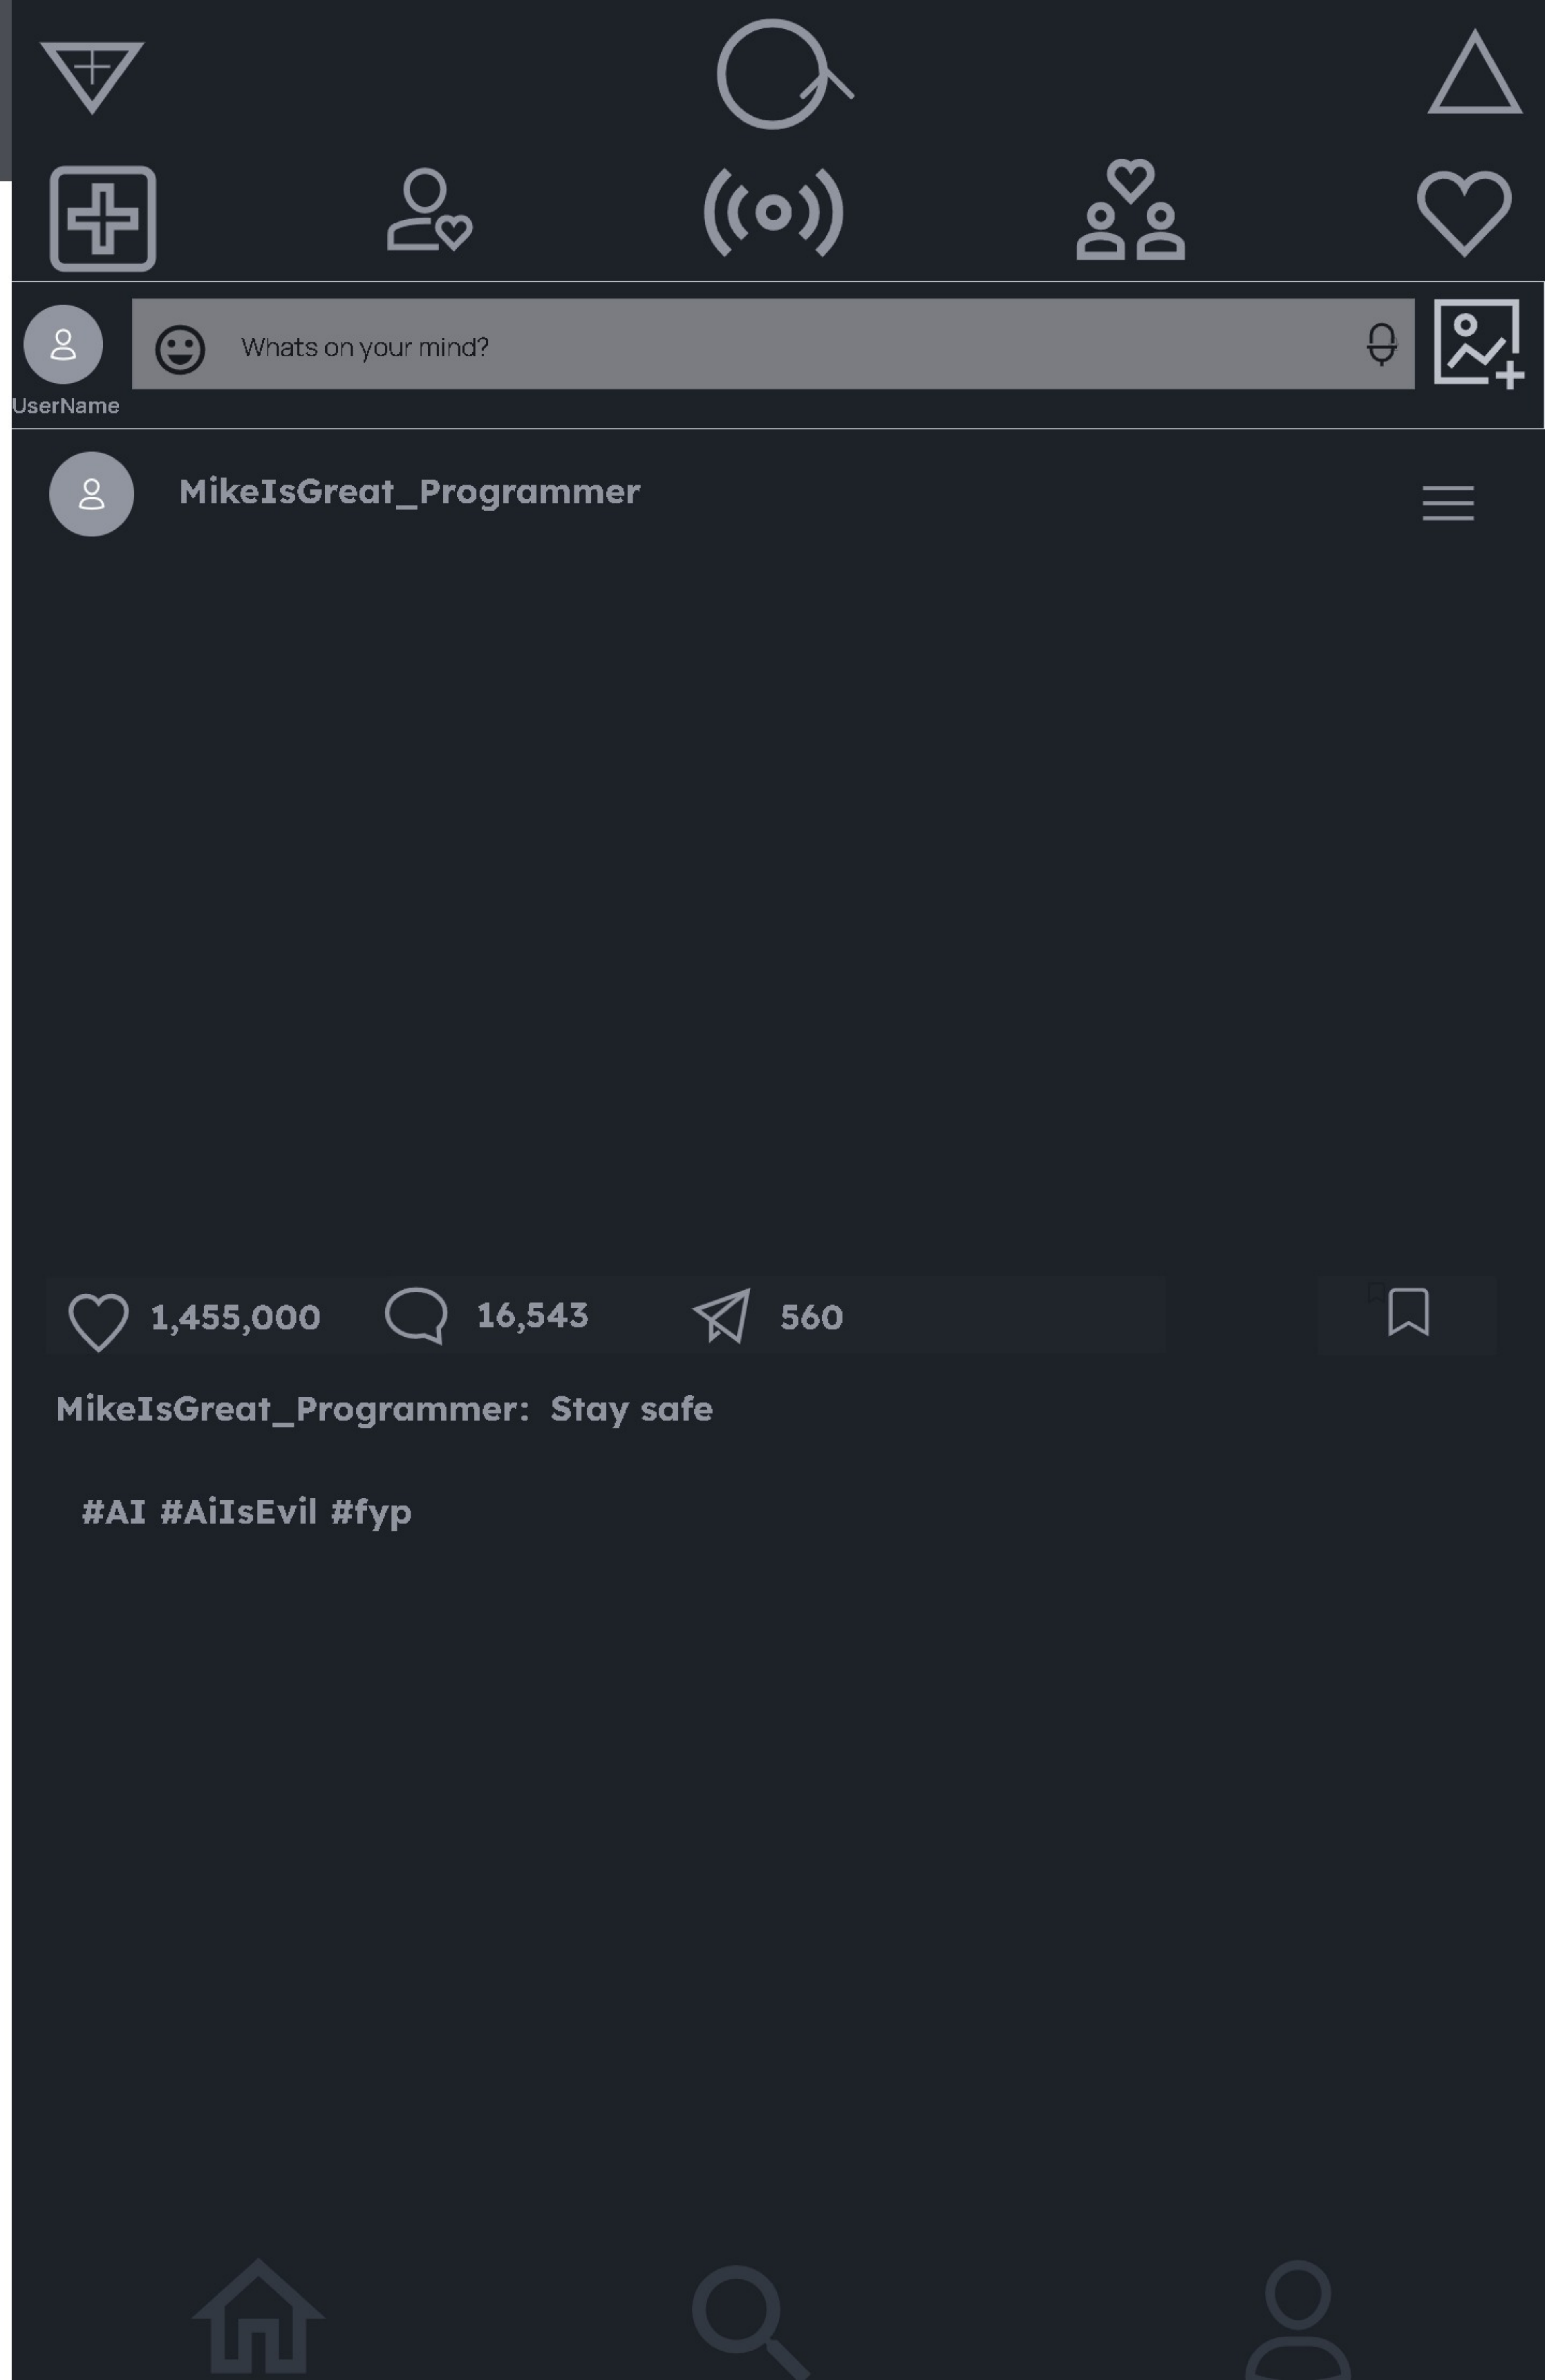 Whats on your mind?
UserName
MikeIsGreat_Programmer
1,455,000 16,543 560
MikeIsGreat_Programmer: Stay safe
#AI #AiIsEvil #fyp